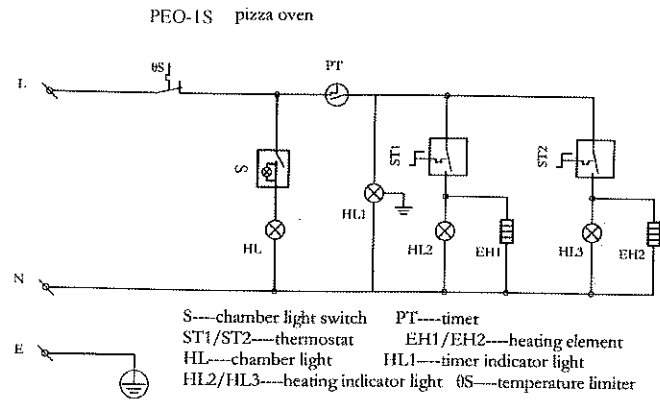 PEO-1S pizza oven
θS
PT
L
S
ST1
ST2
HL1
HL
HL2
EH1
HL3
EH2
N
S----chamber light switch PT----timer
ST1/ST2----thermostat EH1/EH2----heating element
E
HL----chamber light HL1----timer indicator light
HL2/HL3----heating indicator light θS----temperature limiter